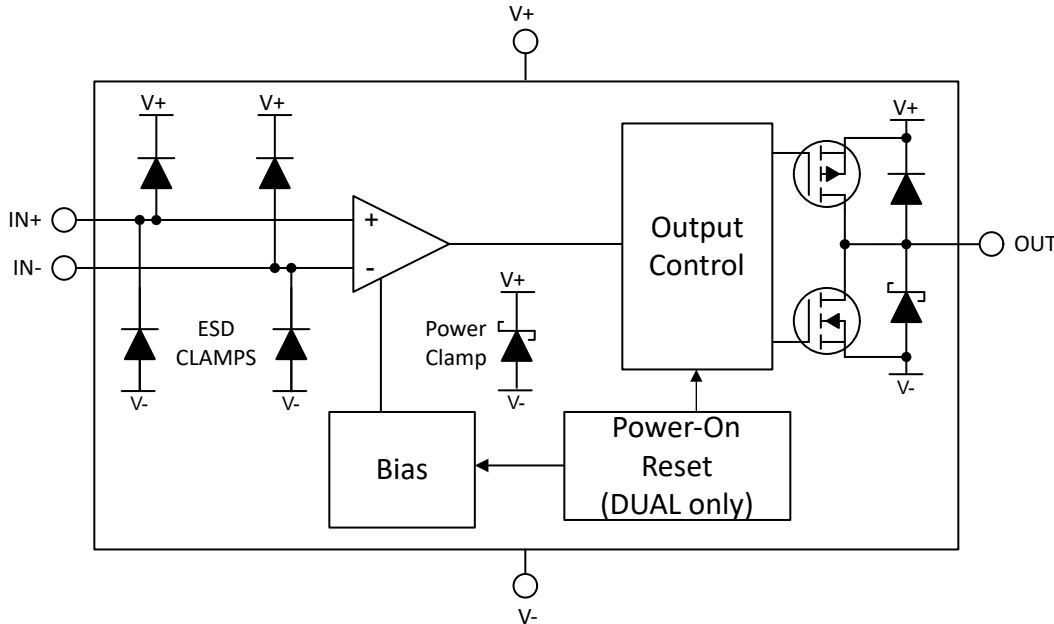 V+
V+
V+
V+
IN+
+
Output
Control
OUT
IN-
-
V+
ESD
CLAMPS
Power
Clamp
V-
V-
V-
V-
Bias
Power-On
Reset
(DUAL only)
V-